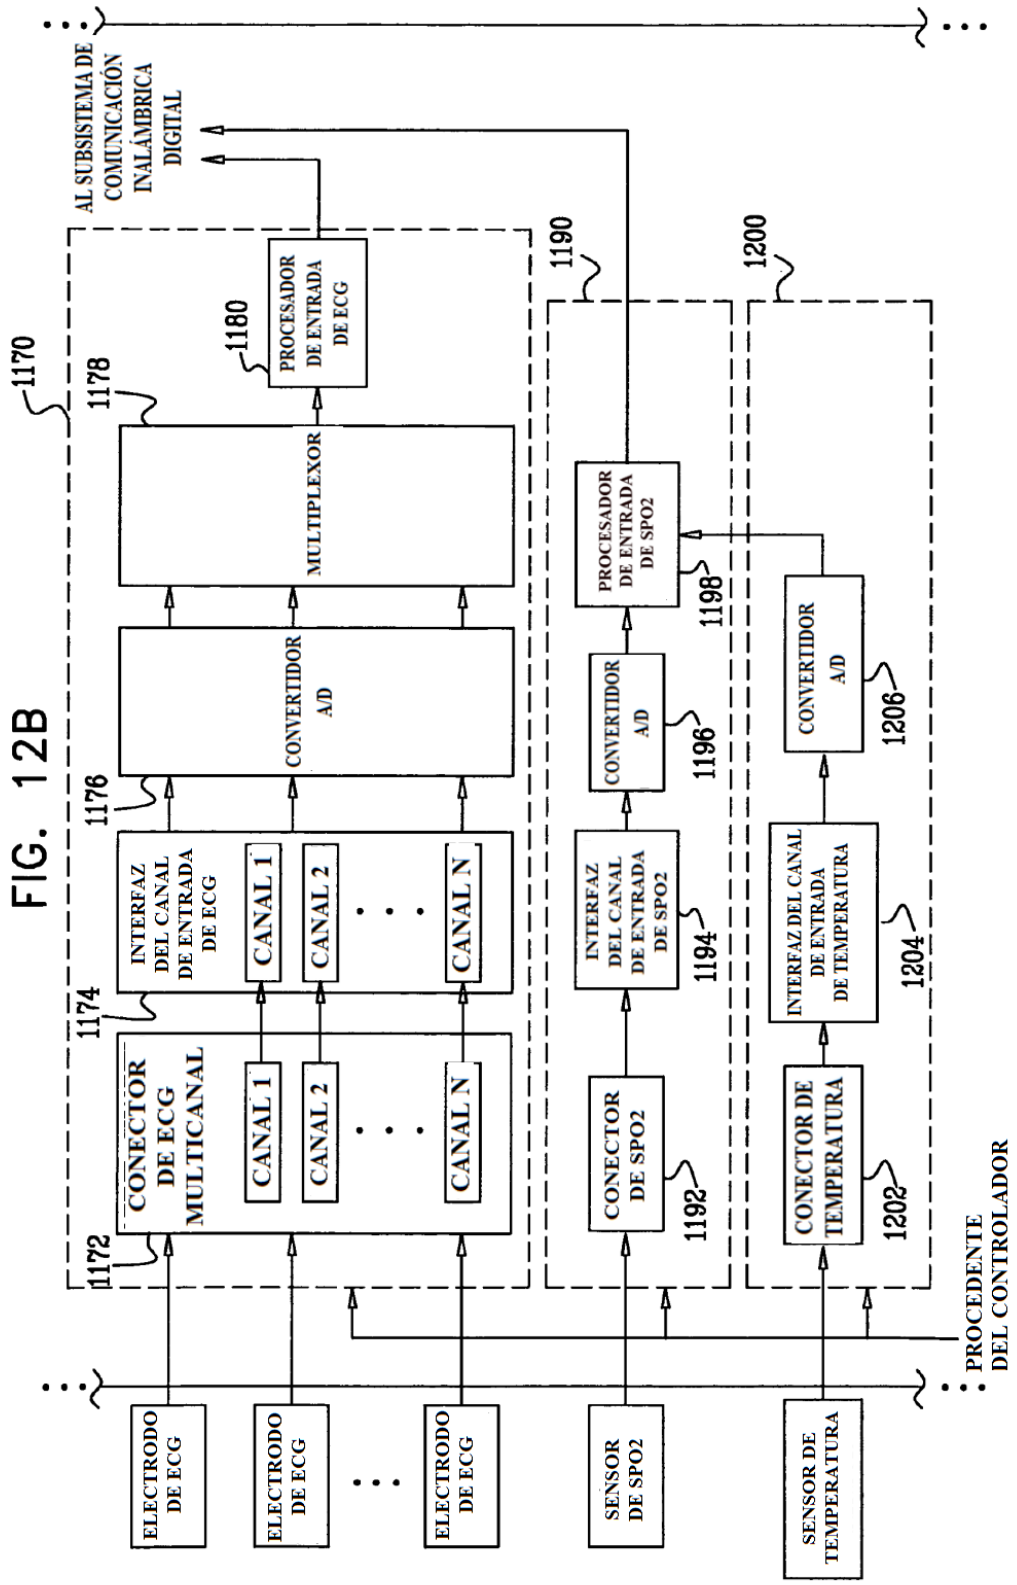 FIG. 12B
AL SUBSISTEMA DE
COMUNICACIÓN
INALÁMBRICA
DIGITAL
1170
ELECTRODO
DE ECG
ELECTRODO
DE ECG
ELECTRODO
DE ECG
1172
CONECTOR
DE ECG
MULTICANAL
CANAL 1
CANAL 2
CANAL N
1174
INTERFAZ
DEL CANAL
DE ENTRADA
DE ECG
CANAL 1
CANAL 2
CANAL N
1176
CONVERTIDOR
A/D
1178
MULTIPLEXOR
1180
PROCESADOR
DE ENTRADA
DE ECG
1190
SENSOR
DE SPO2
CONECTOR
DE SPO2
1192
INTERFAZ
DEL CANAL
DE ENTRADA
DE SPO2
1194
CONVERTIDOR
A/D
1196
PROCESADOR
DE ENTRADA
DE SPO2
1198
1200
SENSOR DE
TEMPERATURA
CONECTOR DE
TEMPERATURA
1202
INTERFAZ DEL CANAL
DE ENTRADA
DE TEMPERATURA
1204
CONVERTIDOR
A/D
1206
PROCEDENTE
DEL CONTROLADOR